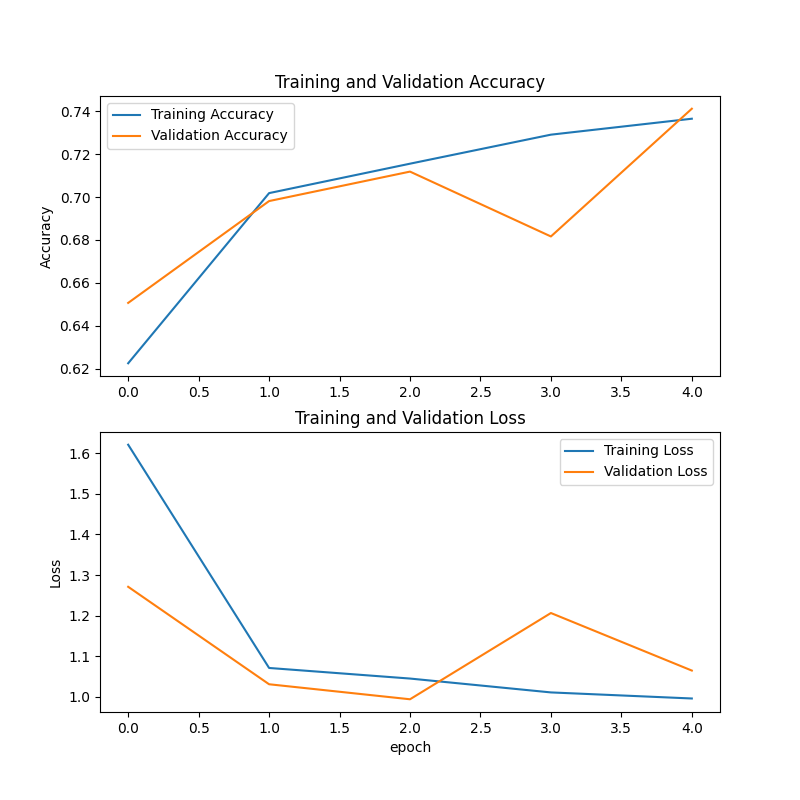 Training and Validation Accuracy
Training Accuracy
Validation Accuracy
Accuracy
0.74
0.72
0.70
0.68
0.66
0.64
0.62
0.0 0.5 1.0 1.5 2.0 2.5 3.0 3.5 4.0
Training and Validation Loss
Training Loss
Validation Loss
Loss
1.6
1.5
1.4
1.3
1.2
1.1
1.0
0.0 0.5 1.0 1.5 2.0 2.5 3.0 3.5 4.0
epoch